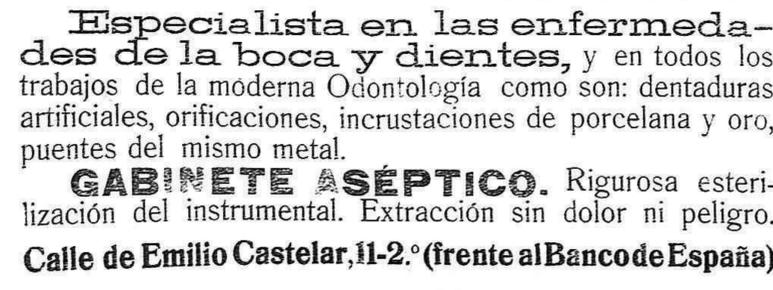 Especialista en las enfermeda-
des de la boca y dientes, y en todos los
trabajos de la moderna Odontología como son: dentaduras
artificiales, orificaciones, incrustaciones de porcelana y oro,
puentes del mismo metal.
GABINETE ASÉPTICO. Rigurosa esteri-
lización del instrumental. Extracción sin dolor ni peligro.
Calle de Emilio Castelar, 11-2.° (frente al Banco de España)